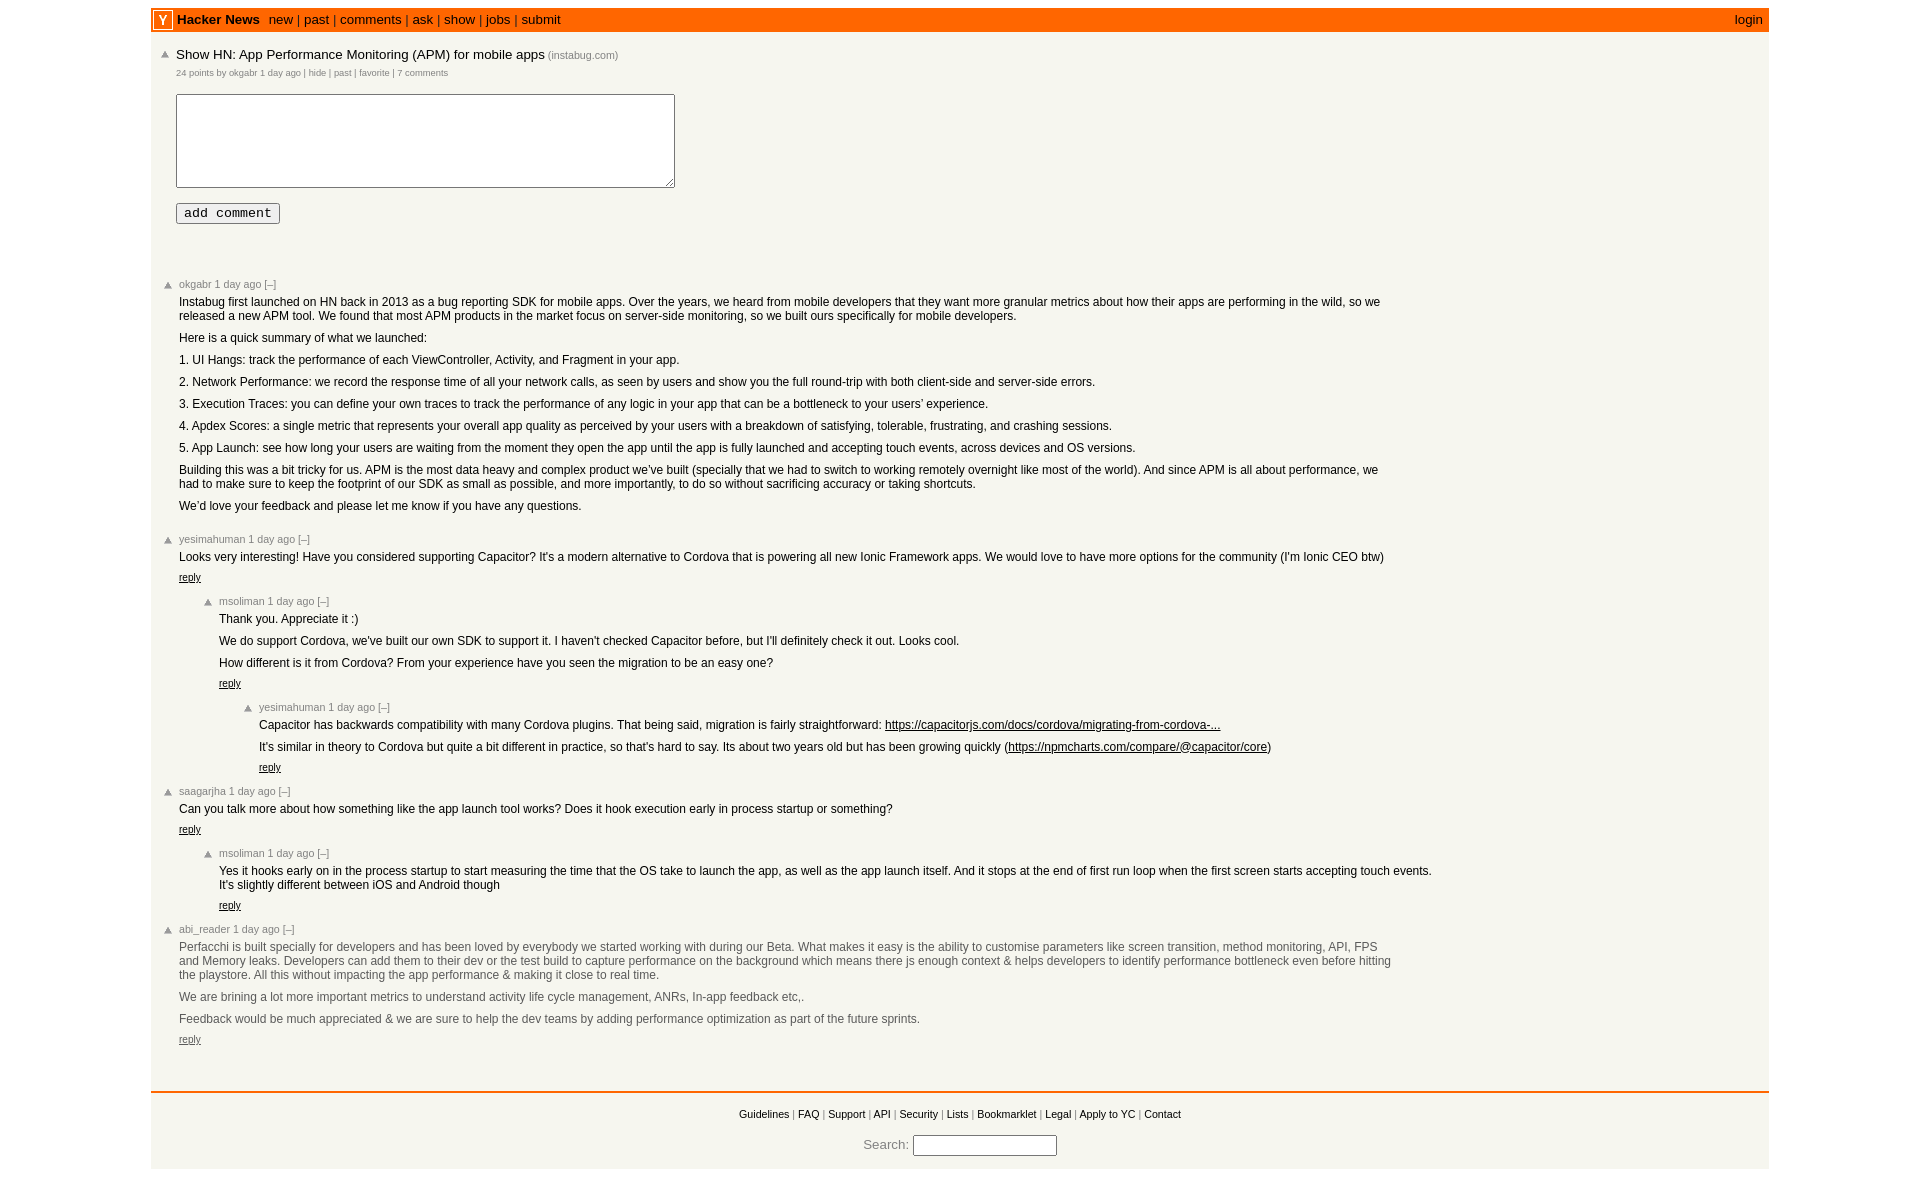 Y Hacker News new | past | comments | ask | show | jobs | submit login
Show HN: App Performance Monitoring (APM) for mobile apps (instabug.com)
24 points by okgabr 1 day ago | hide | past | favorite | 7 comments
add comment
okgabr 1 day ago [–]
Instabug first launched on HN back in 2013 as a bug reporting SDK for mobile apps. Over the years, we heard from mobile developers that they want more granular metrics about how their apps are performing in the wild, so we
released a new APM tool. We found that most APM products in the market focus on server-side monitoring, so we built ours specifically for mobile developers.
Here is a quick summary of what we launched:
1. UI Hangs: track the performance of each ViewController, Activity, and Fragment in your app.
2. Network Performance: we record the response time of all your network calls, as seen by users and show you the full round-trip with both client-side and server-side errors.
3. Execution Traces: you can define your own traces to track the performance of any logic in your app that can be a bottleneck to your users’ experience.
4. Apdex Scores: a single metric that represents your overall app quality as perceived by your users with a breakdown of satisfying, tolerable, frustrating, and crashing sessions.
5. App Launch: see how long your users are waiting from the moment they open the app until the app is fully launched and accepting touch events, across devices and OS versions.
Building this was a bit tricky for us. APM is the most data heavy and complex product we’ve built (specially that we had to switch to working remotely overnight like most of the world). And since APM is all about performance, we
had to make sure to keep the footprint of our SDK as small as possible, and more importantly, to do so without sacrificing accuracy or taking shortcuts.
We’d love your feedback and please let me know if you have any questions.
yesimahuman 1 day ago [–]
Looks very interesting! Have you considered supporting Capacitor? It's a modern alternative to Cordova that is powering all new Ionic Framework apps. We would love to have more options for the community (I'm Ionic CEO btw)
reply
msoliman 1 day ago [–]
Thank you. Appreciate it :)
We do support Cordova, we've built our own SDK to support it. I haven't checked Capacitor before, but I'll definitely check it out. Looks cool.
How different is it from Cordova? From your experience have you seen the migration to be an easy one?
reply
yesimahuman 1 day ago [–]
Capacitor has backwards compatibility with many Cordova plugins. That being said, migration is fairly straightforward: https://capacitorjs.com/docs/cordova/migrating-from-cordova-...
It's similar in theory to Cordova but quite a bit different in practice, so that's hard to say. Its about two years old but has been growing quickly (https://npmcharts.com/compare/@capacitor/core)
reply
saagarjha 1 day ago [–]
Can you talk more about how something like the app launch tool works? Does it hook execution early in process startup or something?
reply
msoliman 1 day ago [–]
Yes it hooks early on in the process startup to start measuring the time that the OS take to launch the app, as well as the app launch itself. And it stops at the end of first run loop when the first screen starts accepting touch events.
It's slightly different between iOS and Android though
reply
abi_reader 1 day ago [–]
Perfacchi is built specially for developers and has been loved by everybody we started working with during our Beta. What makes it easy is the ability to customise parameters like screen transition, method monitoring, API, FPS
and Memory leaks. Developers can add them to their dev or the test build to capture performance on the background which means there js enough context & helps developers to identify performance bottleneck even before hitting
the playstore. All this without impacting the app performance & making it close to real time.
We are brining a lot more important metrics to understand activity life cycle management, ANRs, In-app feedback etc,.
Feedback would be much appreciated & we are sure to help the dev teams by adding performance optimization as part of the future sprints.
reply
Guidelines | FAQ | Support | API | Security | Lists | Bookmarklet | Legal | Apply to YC | Contact
Search: